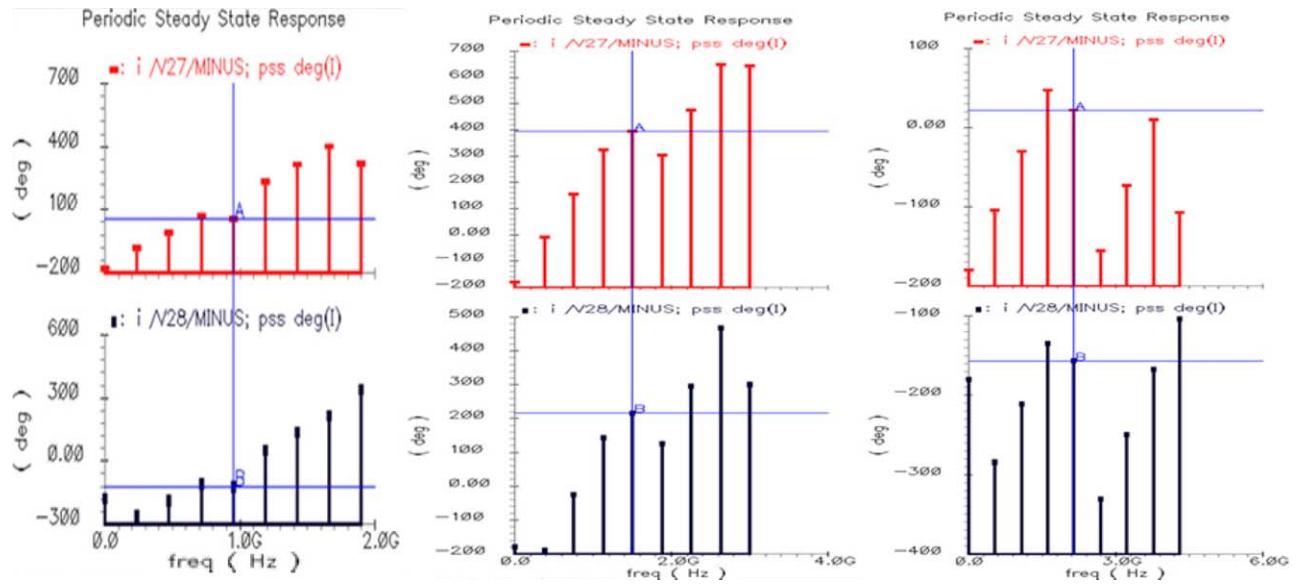 Periodic Steady State Response
: i /V27/MINUS; pss deg(I)
700
400
100
-200
( deg )
A
: i /V28/MINUS; pss deg(I)
600
300
0.00
-300
( deg )
B
0.0
1.0G
2.0G
freq ( Hz )
Periodic Steady State Response
-: i /V27/MINUS; pss deg(I)
700
600
500
400
300
200
100
0.00
-100
-200
( deg )
A
: i /V28/MINUS; pss deg(I)
500
400
300
200
100
0.00
-100
-200
( deg )
B
0.0
2.0G
4.0G
freq ( Hz )
Periodic Steady State Response
-: i /V27/MINUS; pss deg(I)
100
0.00
-100
-200
( deg )
A
6.0
: i /V28/MINUS; pss deg(I)
-100
-200
-300
-400
( deg )
B
0.0
3.0G
6.0G
freq ( Hz )